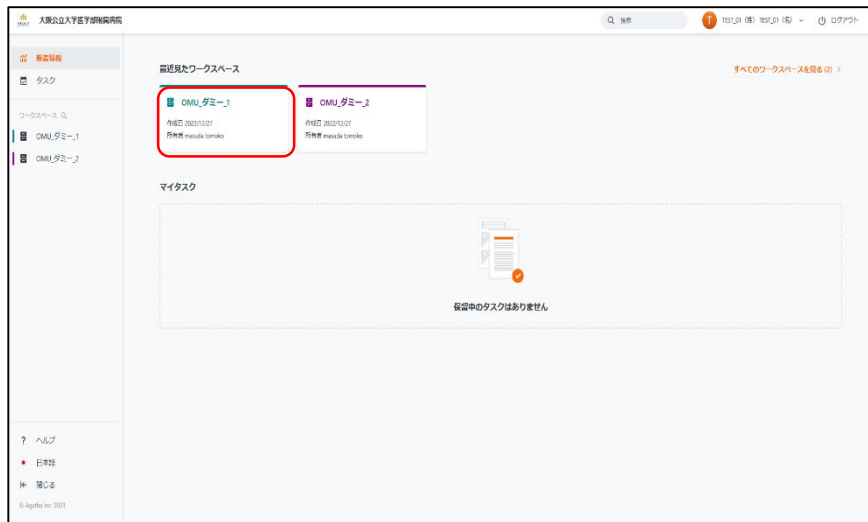 大阪公立大学医学部附属病院
検索
TEST_01 (姓) TEST_01 (名)
ログアウト
新着情報
タスク
ワークスペース
OMU_ダミー_1
OMU_ダミー_2
最近見たワークスペース
すべてのワークスペースを見る (2)
OMU_ダミー_1
作成日 2022/12/27
所有者 masuda tomoko
OMU_ダミー_2
作成日 2022/12/27
所有者 masuda tomoko
マイタスク
保留中のタスクはありません
? ヘルプ
日本語
閉じる
© Agatha Inc. 2023